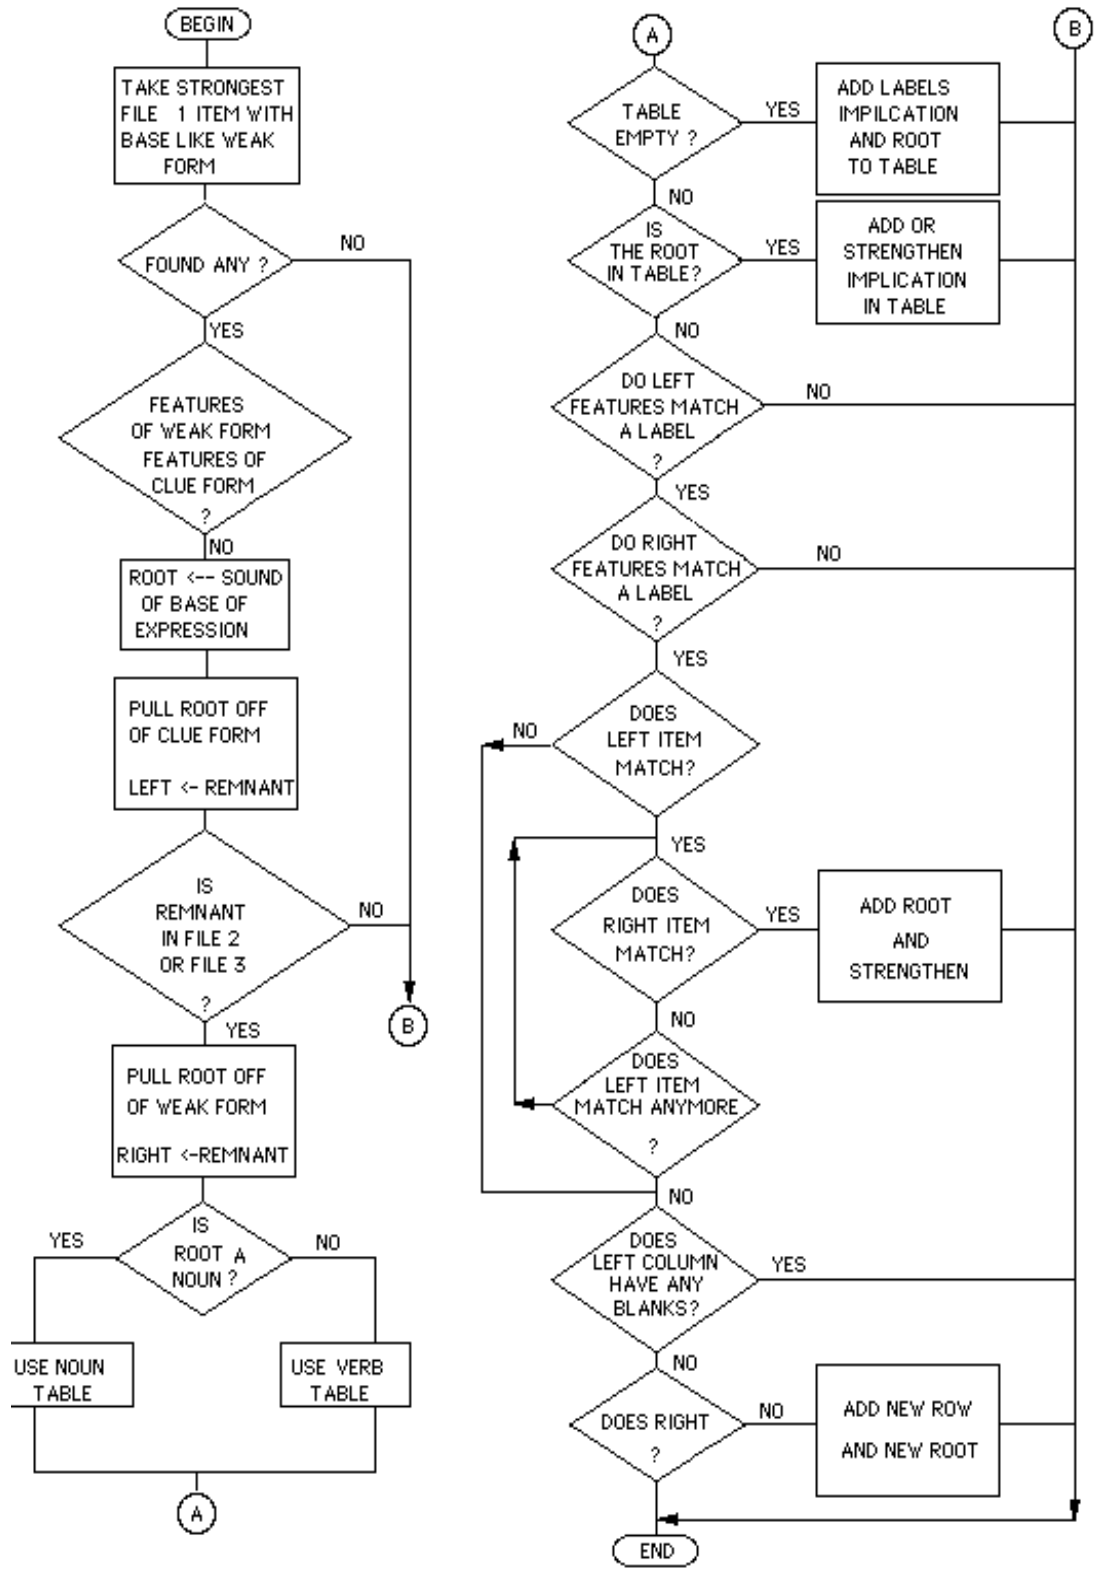 BEGIN
TAKE STRONGEST
FILE 1 ITEM WITH
BASE LIKE WEAK
FORM
FOUND ANY ?
NO
YES
FEATURES
OF WEAK FORM
FEATURES OF
CLUE FORM
?
NO
ROOT <-- SOUND
OF BASE OF
EXPRESSION
PULL ROOT OFF
OF CLUE FORM
LEFT <- REMNANT
IS
REMNANT
IN FILE 2
OR FILE 3
?
NO
B
YES
PULL ROOT OFF
OF WEAK FORM
RIGHT <-REMNANT
IS
ROOT A
NOUN ?
YES
NO
USE NOUN
TABLE
USE VERB
TABLE
A
A
B
TABLE
EMPTY ?
YES
ADD LABELS
IMPILCATION
AND ROOT
TO TABLE
NO
IS
THE ROOT
IN TABLE?
YES
ADD OR
STRENGTHEN
IMPLICATION
IN TABLE
NO
DO LEFT
FEATURES MATCH
A LABEL
?
NO
YES
DO RIGHT
FEATURES MATCH
A LABEL
?
NO
YES
DOES
LEFT ITEM
MATCH?
NO
YES
DOES
RIGHT ITEM
MATCH?
YES
ADD ROOT
AND
STRENGTHEN
NO
DOES
LEFT ITEM
MATCH ANYMORE
?
NO
DOES
LEFT COLUMN
HAVE ANY
BLANKS?
YES
NO
DOES RIGHT
?
NO
ADD NEW ROW
AND NEW ROOT
END